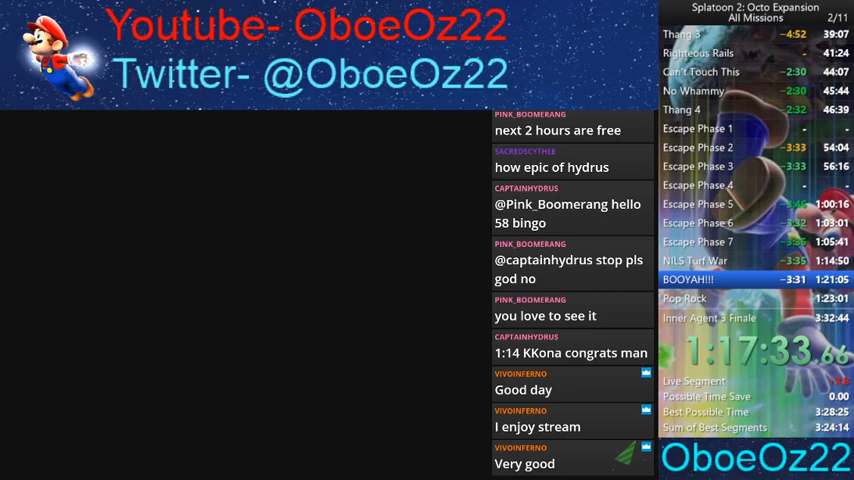 Youtube- OboeOz22
Twitter- @OboeOz22
PINK_BOOMERANG
next 2 hours are free
SACREDSCYTHEE
how epic of hydrus
CAPTAINHYDRUS
@Pink_Boomerang hello
58 bingo
PINK_BOOMERANG
@captainhydrus stop pls
god no
PINK_BOOMERANG
you love to see it
CAPTAINHYDRUS
1:14 KKona congrats man
VIVOINFERNO
Good day
VIVOINFERNO
I enjoy stream
VIVOINFERNO
Very good
Splatoon 2: Octo Expansion
All Missions 2/11
Thang 3 -4:52 39:07
Righteous Rails - 41:24
Can't Touch This -2:30 44:07
No Whammy -2:30 45:44
Thang 4 -2:32 46:39
Escape Phase 1 - -
Escape Phase 2 -3:33 54:04
Escape Phase 3 -3:33 56:16
Escape Phase 4 - -
Escape Phase 5 1:00:16
Escape Phase 6 -3:32 1:03:01
Escape Phase 7 1:05:41
NILS Turf War -3:35 1:14:50
BOOYAH!!! -3:31 1:21:05
Pop Rock 1:23:01
Inner Agent 3 Finale 3:32:44
1:17:33.66
Live Segment
Possible Time Save 0.00
Best Possible Time 3:28:25
Sum of Best Segments 3:24:14
OboeOz22